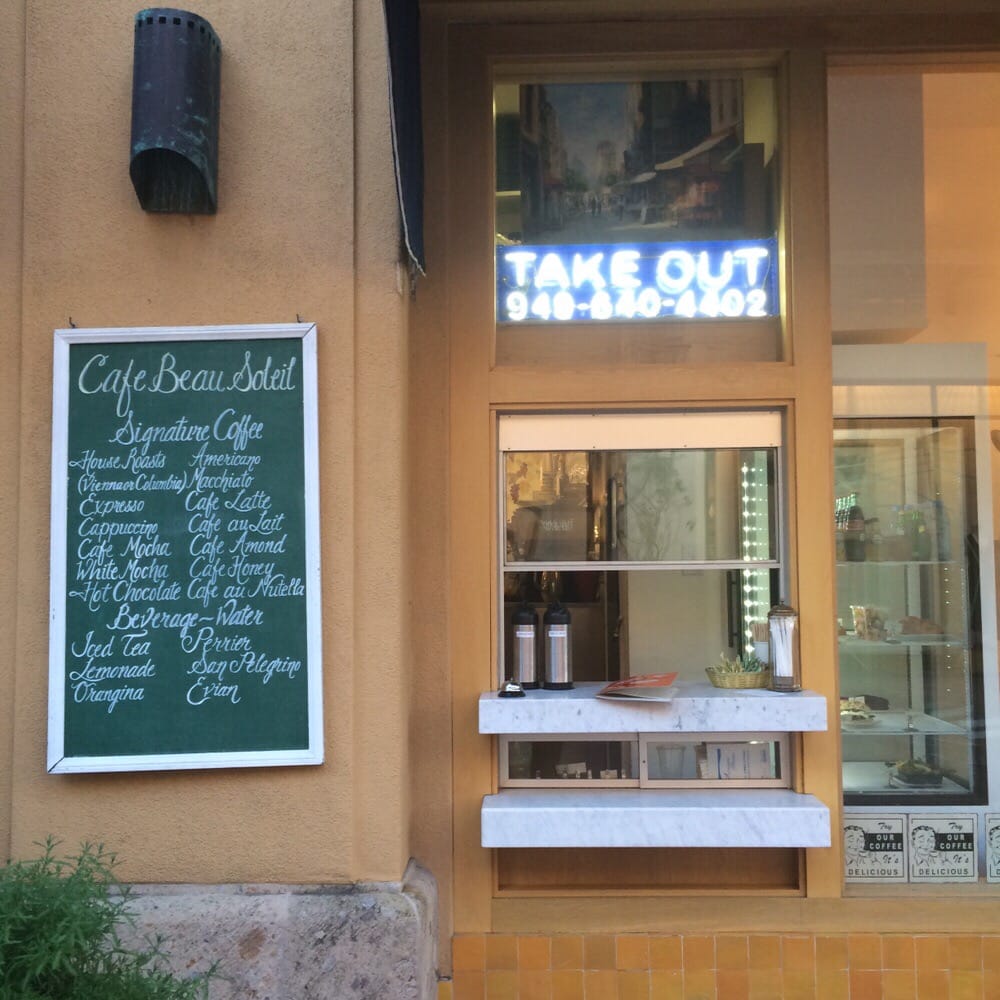 Cafe Beau Soleil
Signature Coffee
House Roasts Americano
(Vienna or Columbia) Macchiato
Expresso Cafe Latte
Cappuccino Cafe au Lait
Cafe Mocha Cafe Amond
White Mocha Cafe Honey
Hot Chocolate Cafe au Nutella
Beverage ~ Water
Iced Tea Perrier
Lemonade San Pelegrino
Orangina Evian
TAKE OUT
949-640-4402
Try
OUR
COFFEE
It's
DELICIOUS
Try
OUR
COFFEE
It's
DELICIOUS